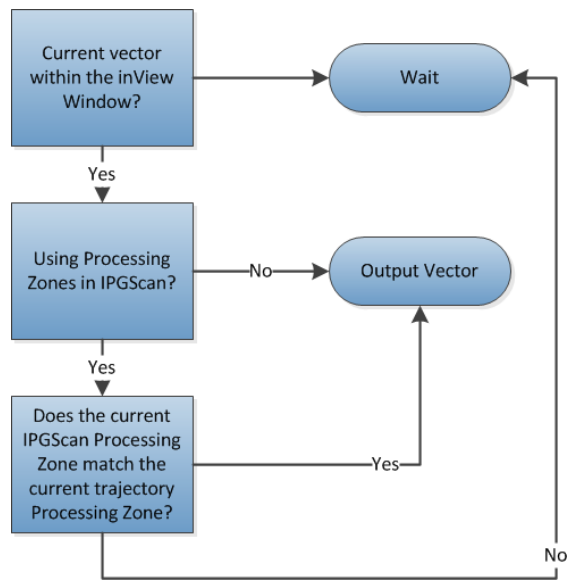 Current vector
within the inView
Window?
Wait
Yes
Using Processing
Zones in IPGScan?
No
Output Vector
Yes
Does the current
IPGScan Processing
Zone match the
current trajectory
Processing Zone?
Yes
No